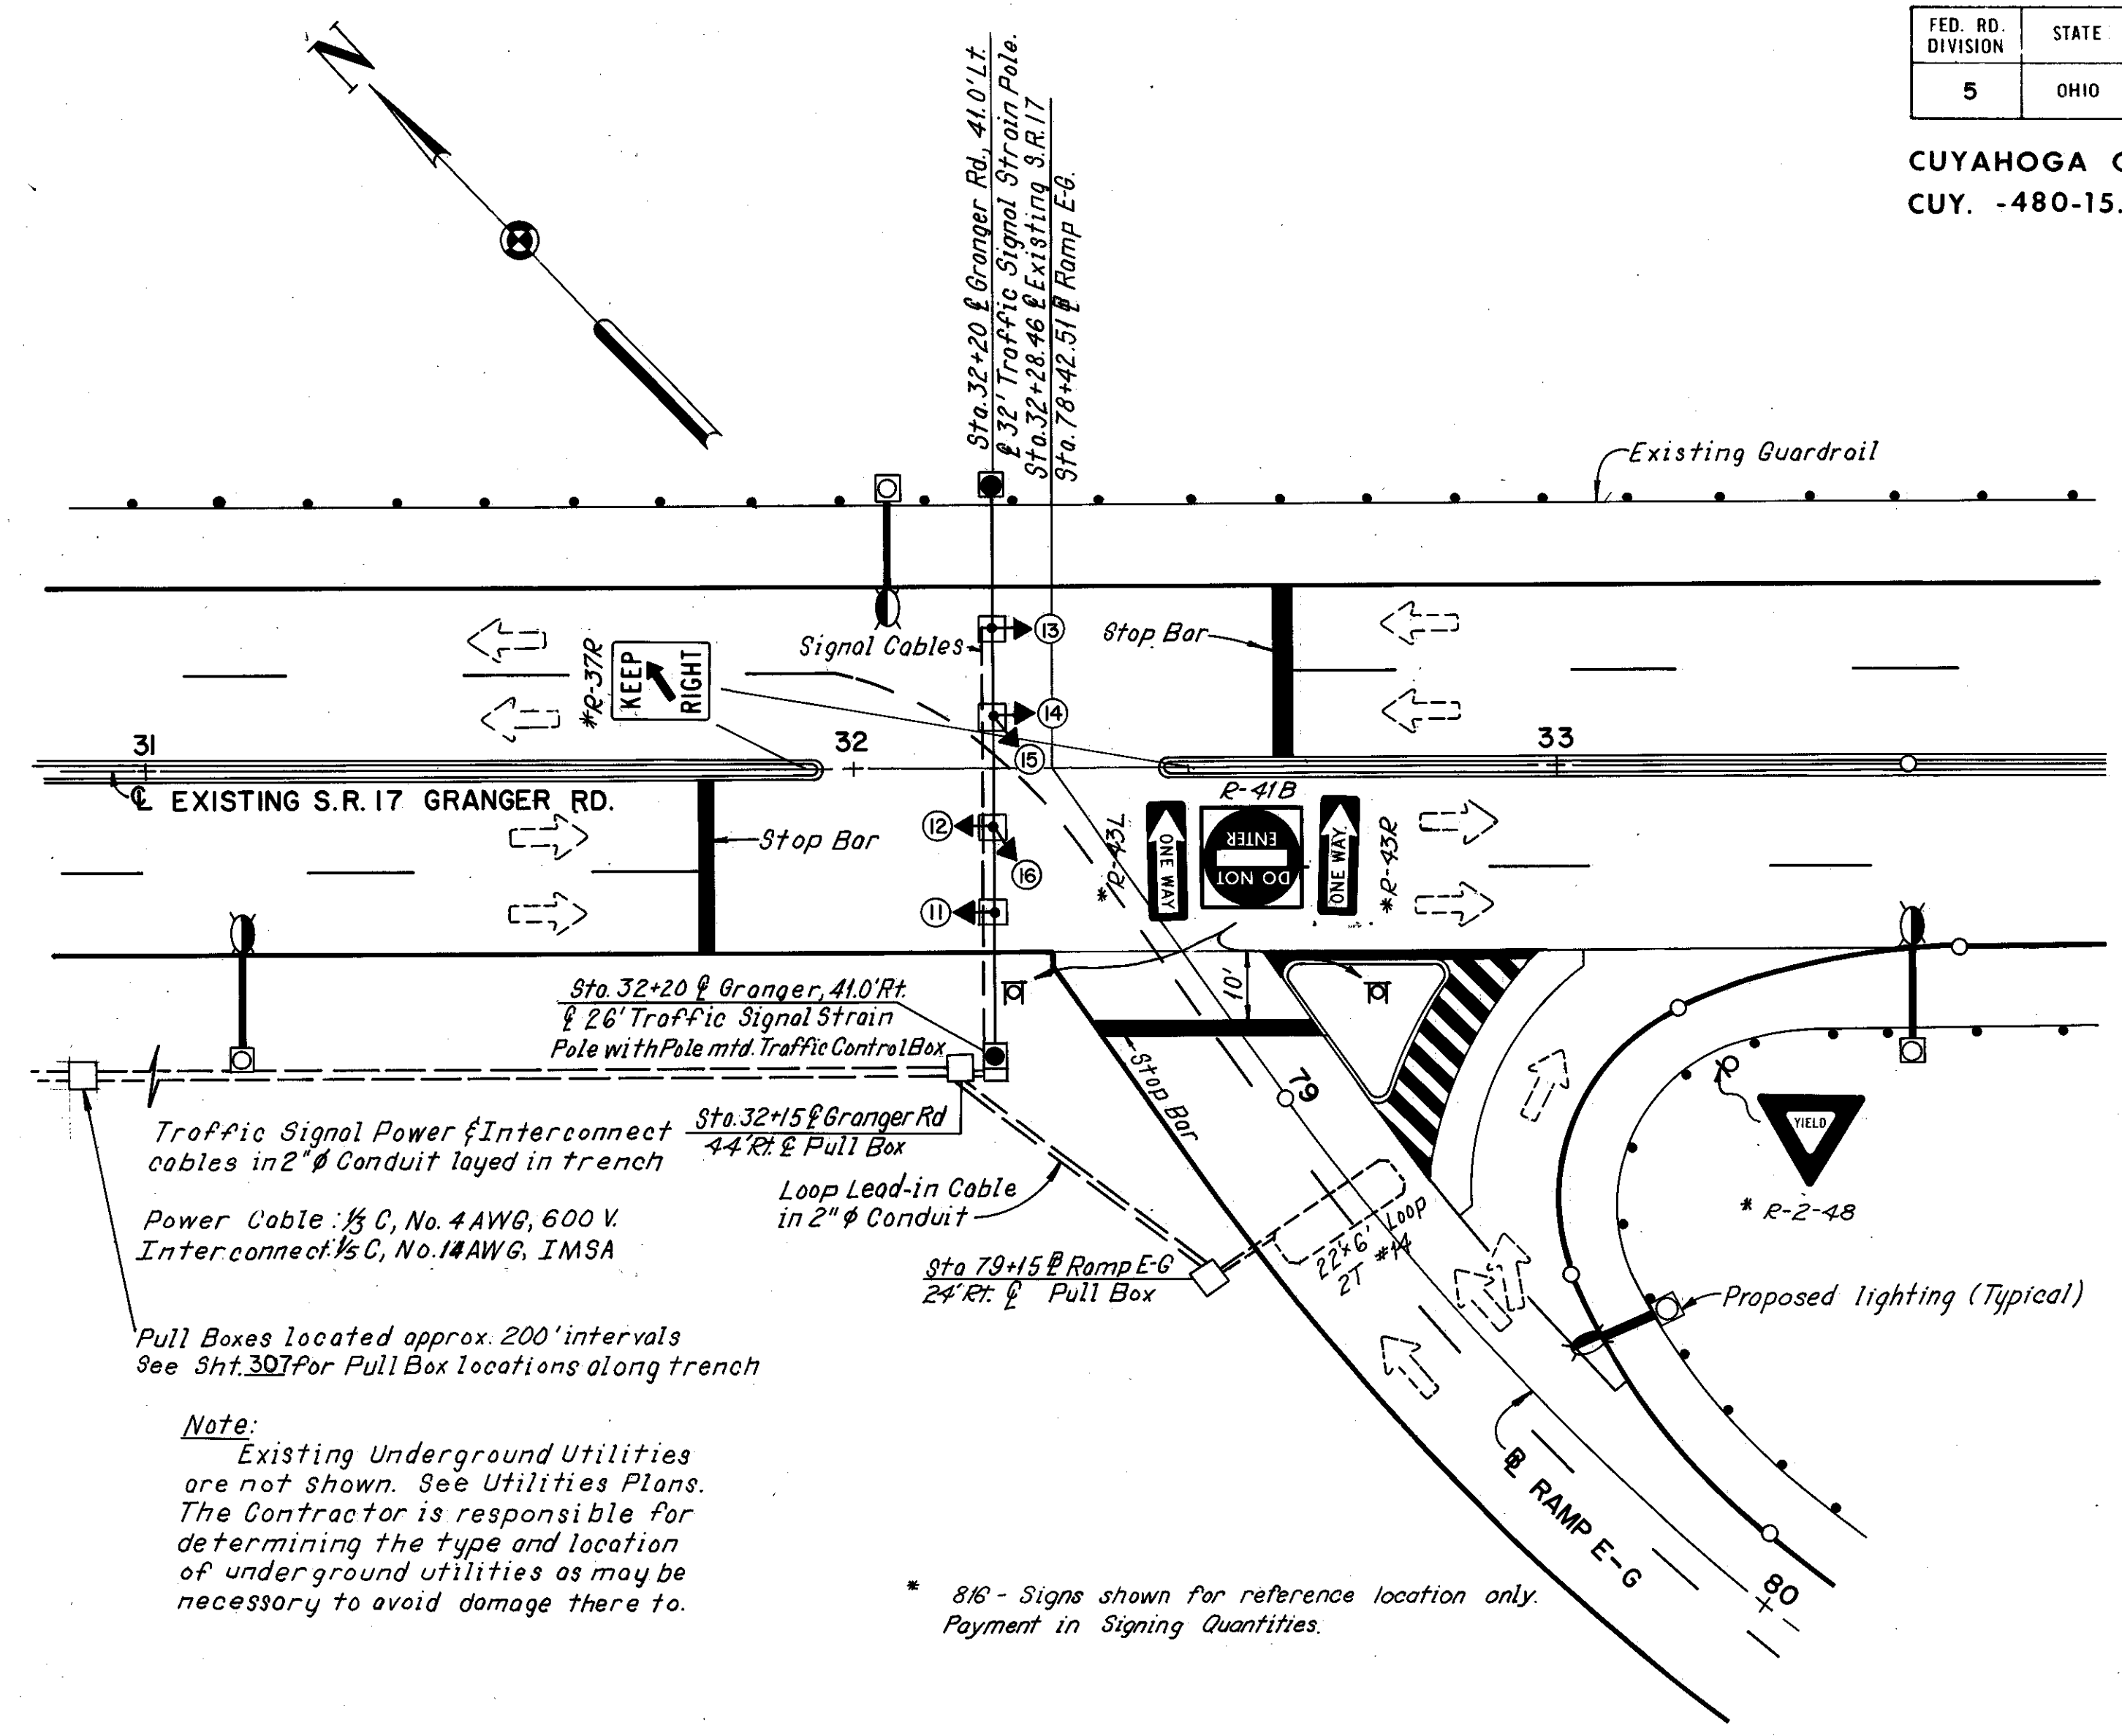 FED. RD. DIVISION
STATE
5
OHIO
CUYAHOGA C
CUY. -480-15.
N
Sta. 32+20 ℄ Granger Rd., 41.0' Lt.
℄ 32' Traffic Signal Strain Pole.
Sta. 32+28.46 ℄ Existing S.R. 17
Sta. 78+42.51 ℄ Ramp E-G.
Existing Guardrail
Signal Cables
13
Stop Bar
*R-37R
KEEP
RIGHT
14
15
31
32
33
℄ EXISTING S.R. 17 GRANGER RD.
R-41B
*R-43L
ONE WAY
DO NOT
ENTER
ONE WAY
*R-43R
12
Stop Bar
16
11
10'
Sta. 32+20 ℄ Granger, 41.0' Rt.
℄ 26' Traffic Signal Strain
Pole with Pole mtd. Traffic Control Box
79
Stop Bar
YIELD
* R-2-48
Traffic Signal Power & Interconnect
cables in 2" ø Conduit layed in trench
Sta. 32+15 ℄ Granger Rd
44' Rt. ℄ Pull Box
Power Cable: 1/3 C, No. 4 AWG, 600 V.
Interconnect: 1/5 C, No. 14 AWG, IMSA
Loop Lead-in Cable
in 2" ø Conduit
22'x6' Loop
2T #14
Sta 79+15 ℄ Ramp E-G
24' Rt. ℄ Pull Box
Proposed lighting (Typical)
Pull Boxes located approx. 200' intervals
See Sht. 307 for Pull Box locations along trench
Note:
Existing Underground Utilities
are not shown. See Utilities Plans.
The Contractor is responsible for
determining the type and location
of underground utilities as may be
necessary to avoid damage there to.
℄ RAMP E-G
80
* 816 - Signs shown for reference location only.
Payment in Signing Quantities.